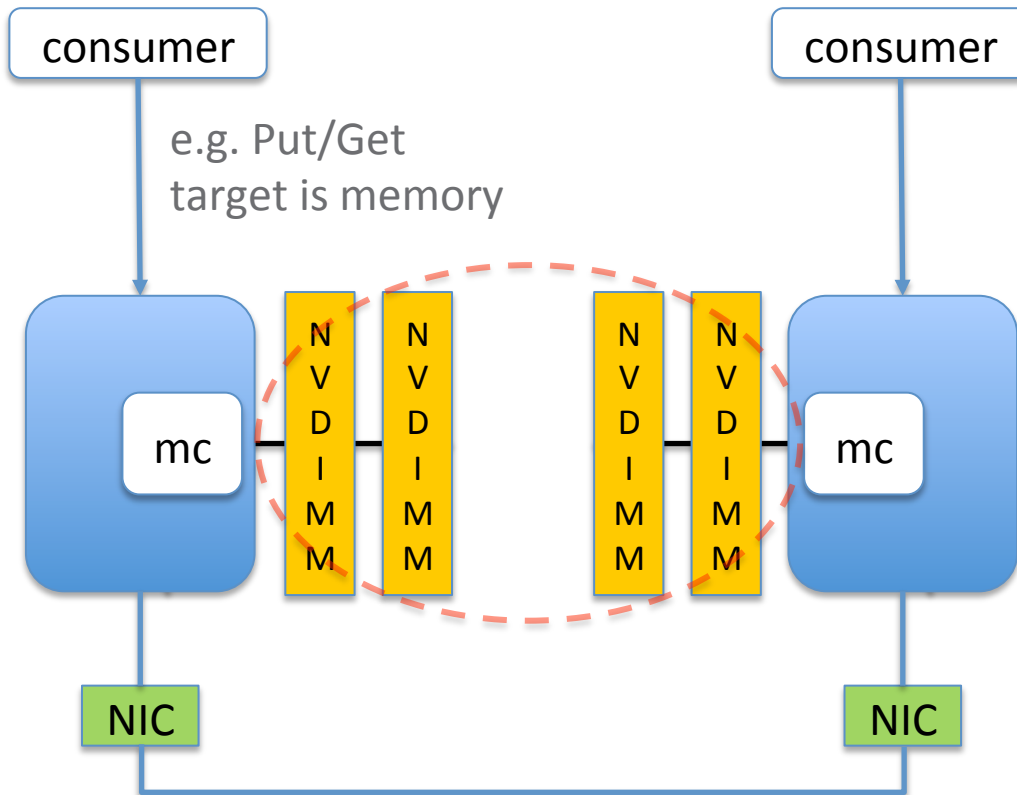 consumer
consumer
e.g. Put/Get
target is memory
mc
NVDIMM
NVDIMM
NVDIMM
NVDIMM
mc
NIC
NIC